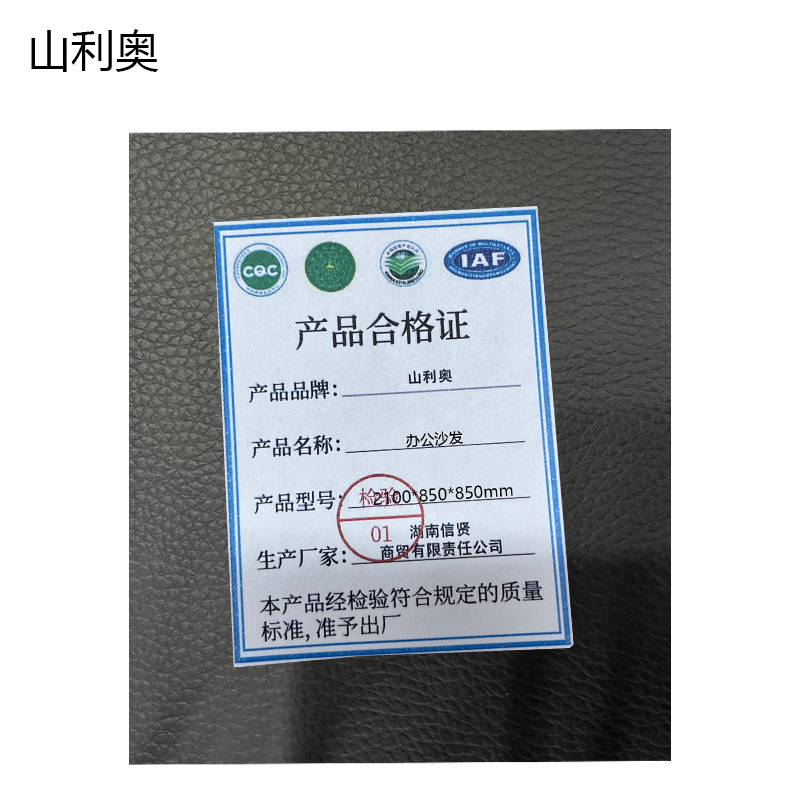 山利奥
CQC
IAF
产品合格证
产品品牌： 山利奥
产品名称： 办公沙发
产品型号： 2100*850*850mm
检验
01
生产厂家： 湖南信贤
商贸有限责任公司
本产品经检验符合规定的质量
标准, 准予出厂